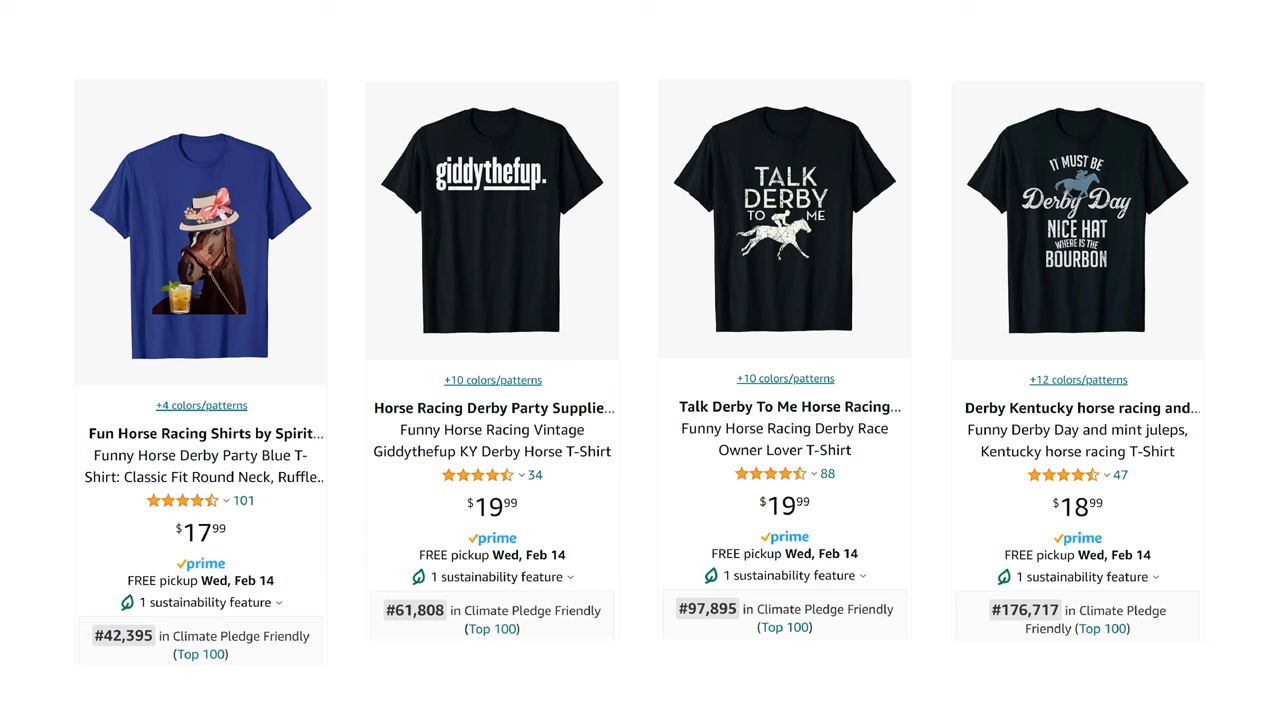 +4 colors/patterns
Fun Horse Racing Shirts by Spirit...
Funny Horse Derby Party Blue T-
Shirt: Classic Fit Round Neck, Ruffle..
101
$17 99
prime
FREE pickup Wed, Feb 14
1 sustainability feature
#42,395 in Climate Pledge Friendly
(Top 100)
giddythefup.
+10 colors/patterns
Horse Racing Derby Party Supplie...
Funny Horse Racing Vintage
Giddythefup KY Derby Horse T-Shirt
34
$19 99
prime
FREE pickup Wed, Feb 14
1 sustainability feature
#61,808 in Climate Pledge Friendly
(Top 100)
TALK
DERBY
TO ME
+10 colors/patterns
Talk Derby To Me Horse Racing...
Funny Horse Racing Derby Race
Owner Lover T-Shirt
88
$19 99
prime
FREE pickup Wed, Feb 14
1 sustainability feature
#97,895 in Climate Pledge Friendly
(Top 100)
IT MUST BE
Derby Day
NICE HAT
WHERE IS THE
BOURBON
+12 colors/patterns
Derby Kentucky horse racing and...
Funny Derby Day and mint juleps,
Kentucky horse racing T-Shirt
47
$18 99
prime
FREE pickup Wed, Feb 14
1 sustainability feature
#176,717 in Climate Pledge
Friendly (Top 100)